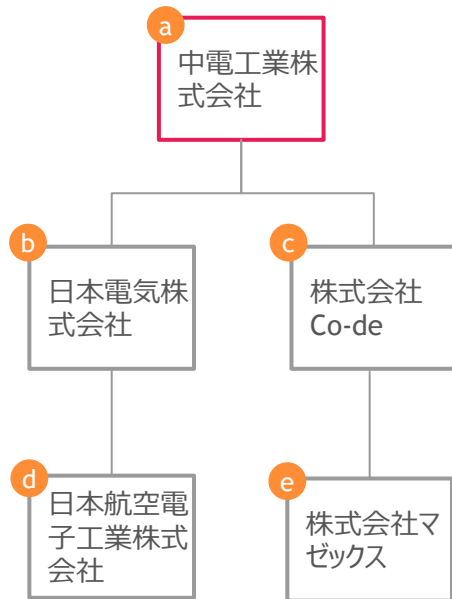 a
中電工業株
式会社
b
日本電気株
式会社
c
株式会社
Co-de
d
日本航空電
子工業株式
会社
e
株式会社マ
ゼックス